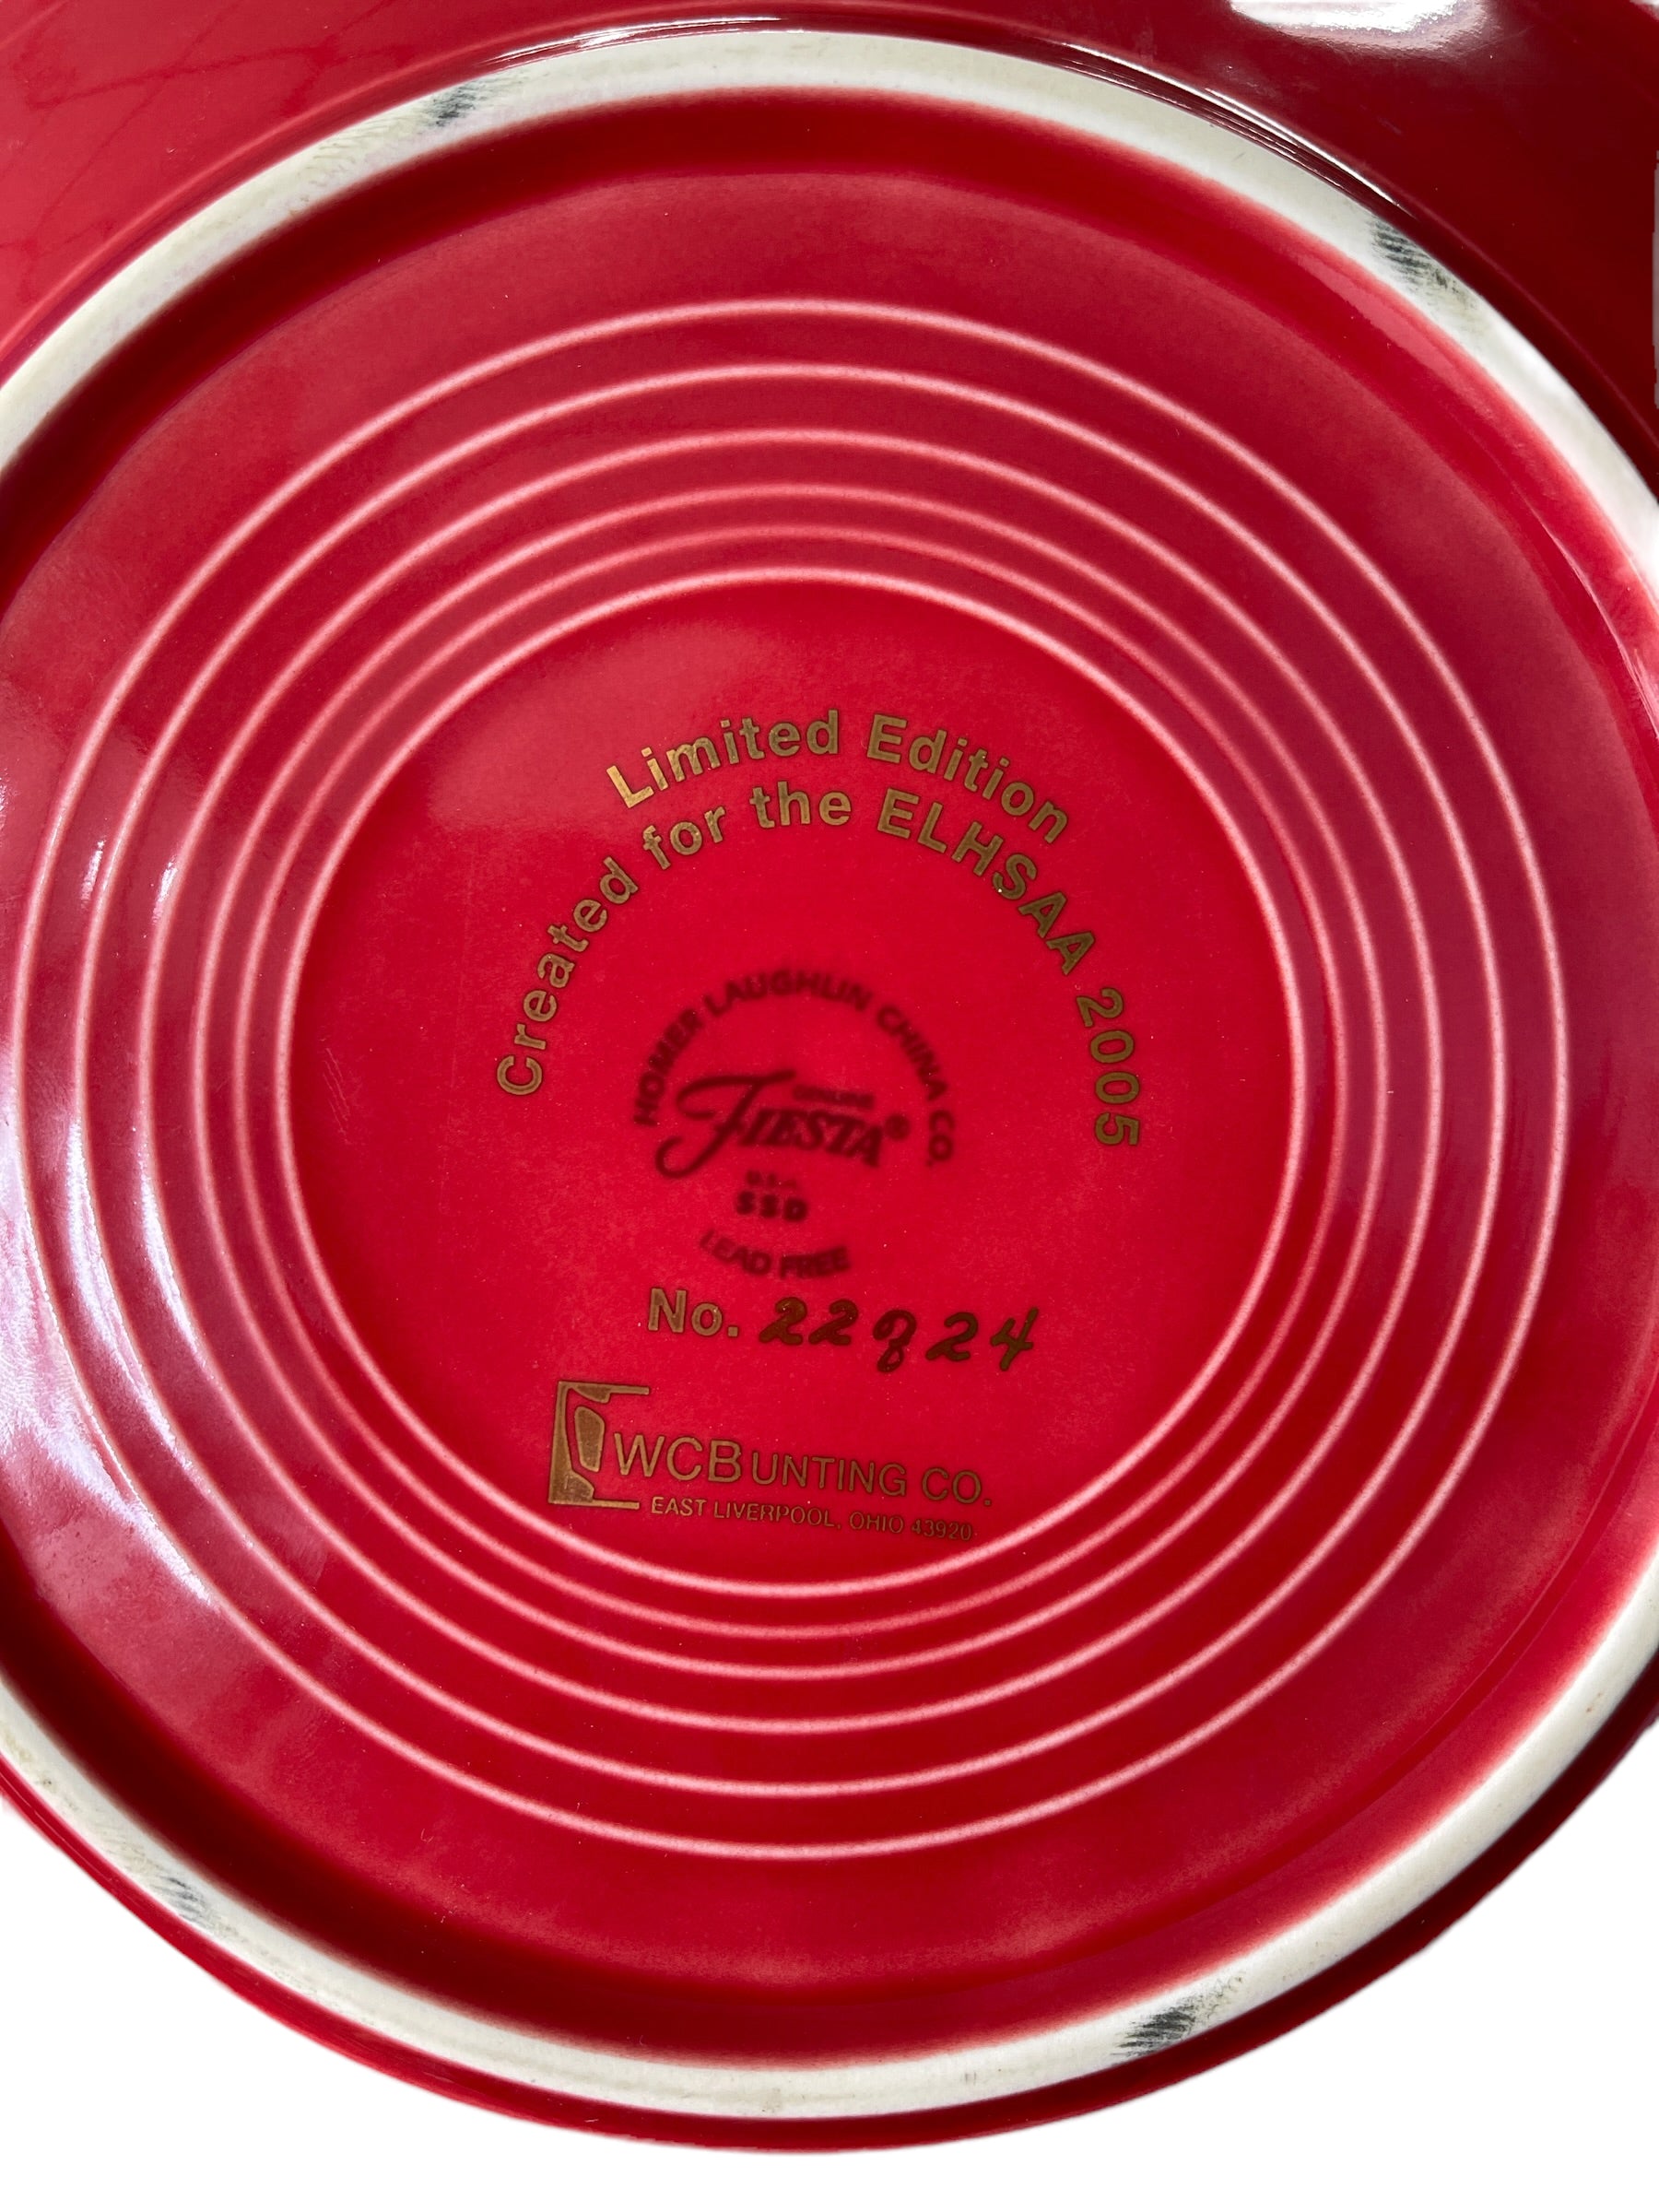 Limited Edition
Created for the ELHSAA 2005
HOMER LAUGHLIN CHINA CO.
GENUINE
FIESTA®
U.S.A.
SSD
LEAD FREE
No. 22824
WCBUNTING CO.
EAST LIVERPOOL, OHIO 43920